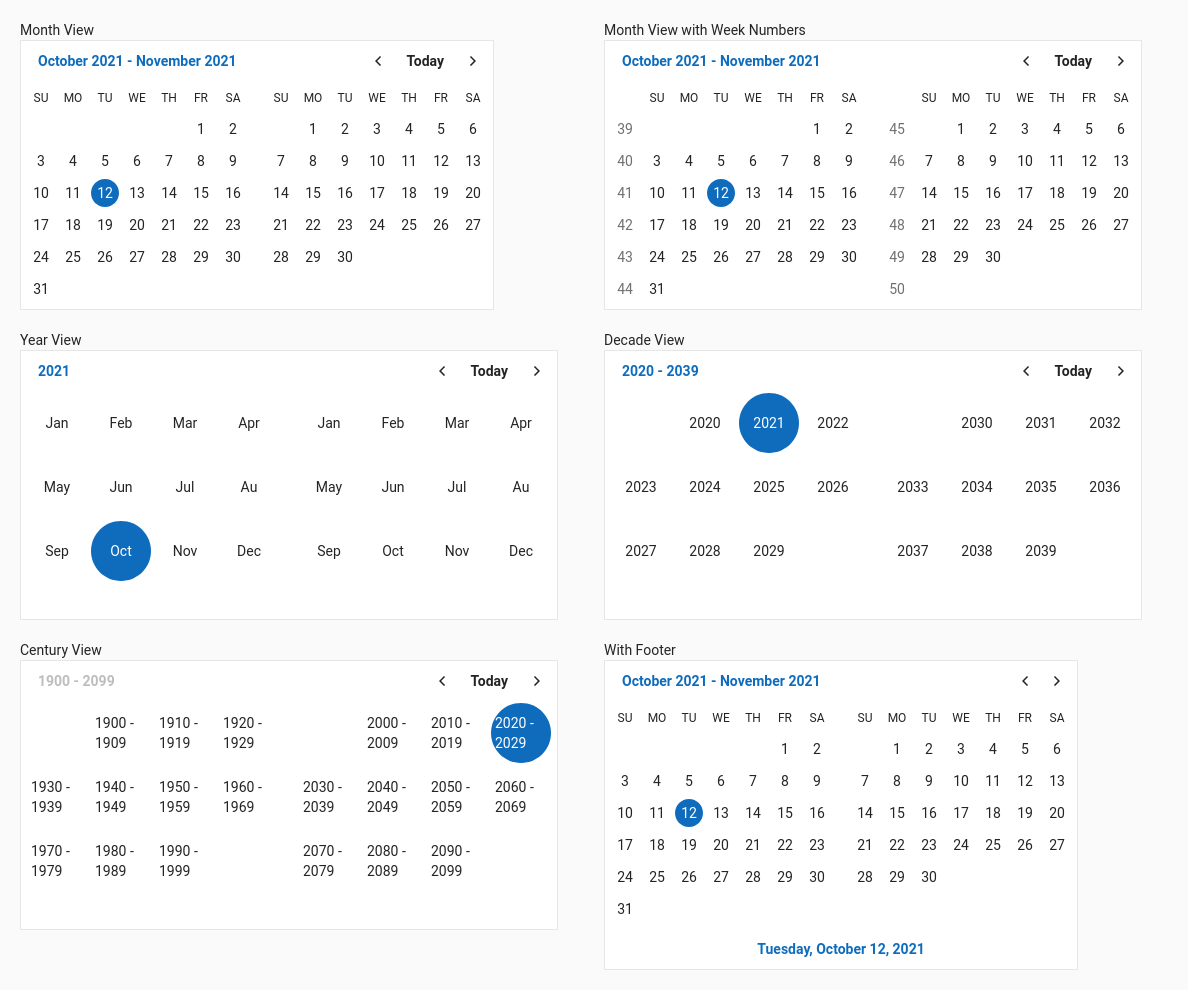 Month View
October 2021 - November 2021 Today
SU MO TU WE TH FR SA SU MO TU WE TH FR SA
1 2 1 2 3 4 5 6
3 4 5 6 7 8 9 7 8 9 10 11 12 13
10 11 12 13 14 15 16 14 15 16 17 18 19 20
17 18 19 20 21 22 23 21 22 23 24 25 26 27
24 25 26 27 28 29 30 28 29 30
31
Month View with Week Numbers
October 2021 - November 2021 Today
SU MO TU WE TH FR SA SU MO TU WE TH FR SA
39 1 2 45 1 2 3 4 5 6
40 3 4 5 6 7 8 9 46 7 8 9 10 11 12 13
41 10 11 12 13 14 15 16 47 14 15 16 17 18 19 20
42 17 18 19 20 21 22 23 48 21 22 23 24 25 26 27
43 24 25 26 27 28 29 30 49 28 29 30
44 31 50
Year View
2021 Today
Jan Feb Mar Apr Jan Feb Mar Apr
May Jun Jul Au May Jun Jul Au
Sep Oct Nov Dec Sep Oct Nov Dec
Decade View
2020 - 2039 Today
2020 2021 2022 2030 2031 2032
2023 2024 2025 2026 2033 2034 2035 2036
2027 2028 2029 2037 2038 2039
Century View
1900 - 2099 Today
1900 - 1910 - 1920 - 2000 - 2010 - 2020 -
1909 1919 1929 2009 2019 2029
1930 - 1940 - 1950 - 1960 - 2030 - 2040 - 2050 - 2060 -
1939 1949 1959 1969 2039 2049 2059 2069
1970 - 1980 - 1990 - 2070 - 2080 - 2090 -
1979 1989 1999 2079 2089 2099
With Footer
October 2021 - November 2021
SU MO TU WE TH FR SA SU MO TU WE TH FR SA
1 2 1 2 3 4 5 6
3 4 5 6 7 8 9 7 8 9 10 11 12 13
10 11 12 13 14 15 16 14 15 16 17 18 19 20
17 18 19 20 21 22 23 21 22 23 24 25 26 27
24 25 26 27 28 29 30 28 29 30
31
Tuesday, October 12, 2021